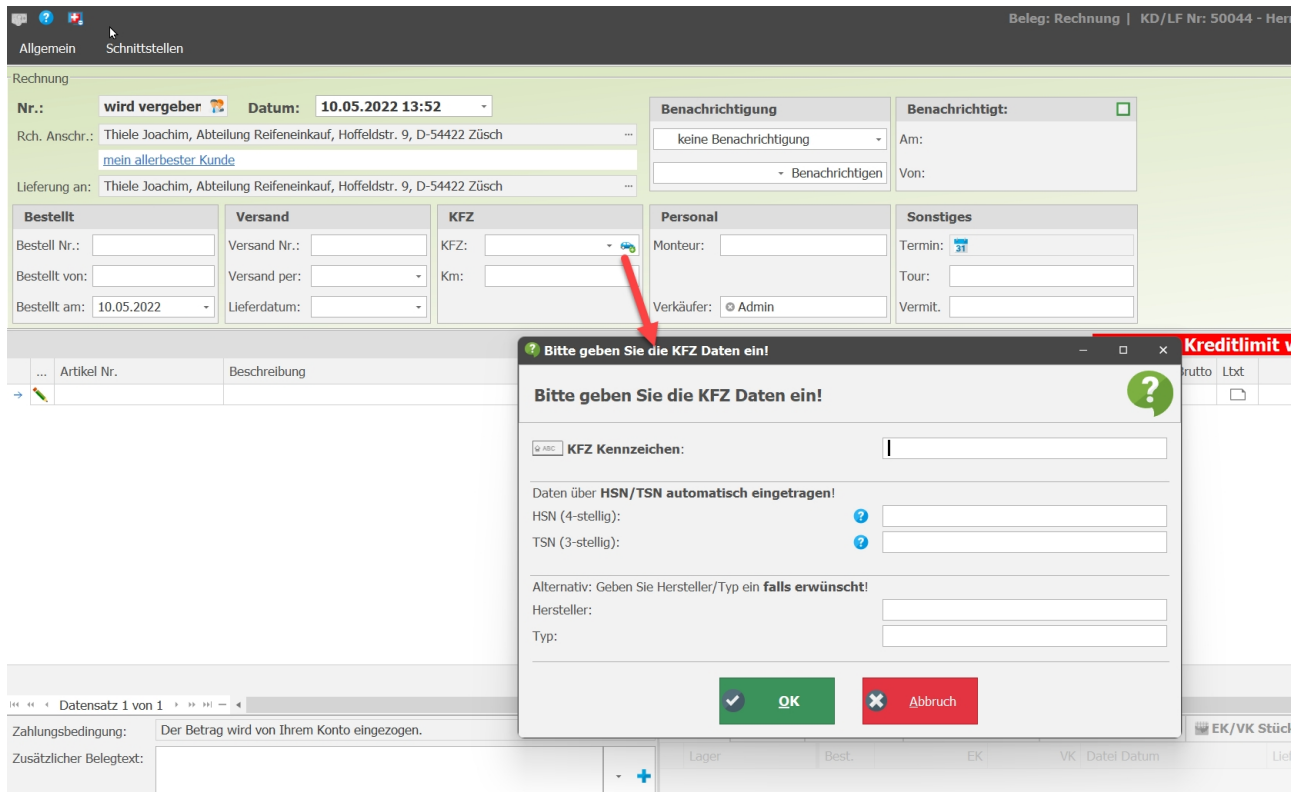 Beleg: Rechnung | KD/LF Nr: 50044 - Herr
Allgemein Schnittstellen
Rechnung
Nr.: wird vergeben Datum: 10.05.2022 13:52
Benachrichtigung Benachrichtigt:
Rch. Anschr.: Thiele Joachim, Abteilung Reifeneinkauf, Hoffeldstr. 9, D-54422 Züsch ...
keine Benachrichtigung Am:
mein allerbester Kunde
Benachrichtigen Von:
Lieferung an: Thiele Joachim, Abteilung Reifeneinkauf, Hoffeldstr. 9, D-54422 Züsch ...
Bestellt Versand KFZ Personal Sonstiges
Bestell Nr.: Versand Nr.: KFZ: Monteur: Termin: 31
Bestellt von: Versand per: Km: Tour:
Bestellt am: 10.05.2022 Lieferdatum: Verkäufer: Admin Vermit.
Bitte geben Sie die KFZ Daten ein!
Kreditlimit
... Artikel Nr. Beschreibung rutto Ltxt
Bitte geben Sie die KFZ Daten ein!
ABC KFZ Kennzeichen:
Daten über HSN/TSN automatisch eingetragen!
HSN (4-stellig):
TSN (3-stellig):
Alternativ: Geben Sie Hersteller/Typ ein falls erwünscht!
Hersteller:
Typ:
OK Abbruch
Datensatz 1 von 1
Zahlungsbedingung: Der Betrag wird von Ihrem Konto eingezogen.
EK/VK Stück
Zusätzlicher Belegtext:
Lager Best. EK VK Datei Datum Lie